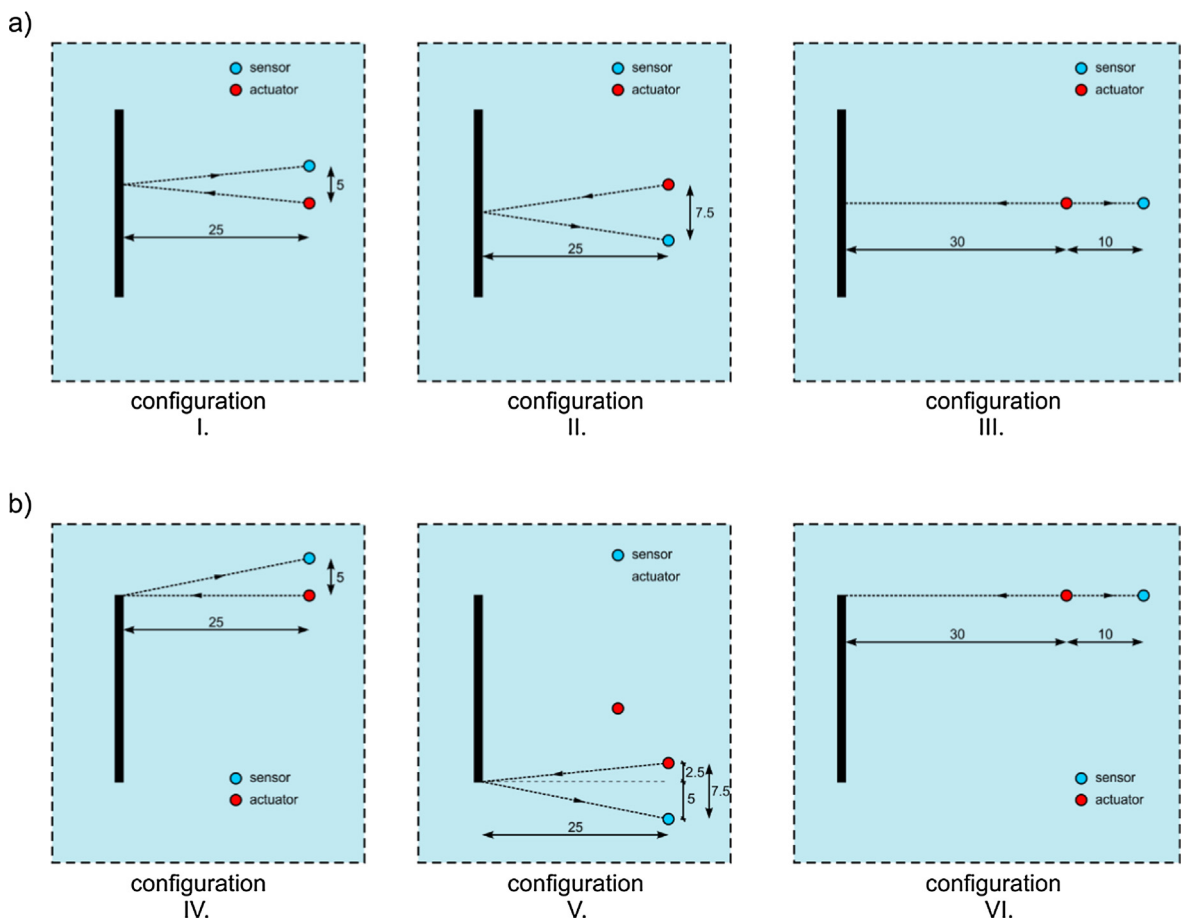 a)
sensor
actuator
5
25
configuration
I.
sensor
actuator
7.5
25
configuration
II.
sensor
actuator
30
10
configuration
III.
b)
5
25
sensor
actuator
configuration
IV.
sensor
actuator
2.5
7.5
5
25
configuration
V.
30
10
sensor
actuator
configuration
VI.